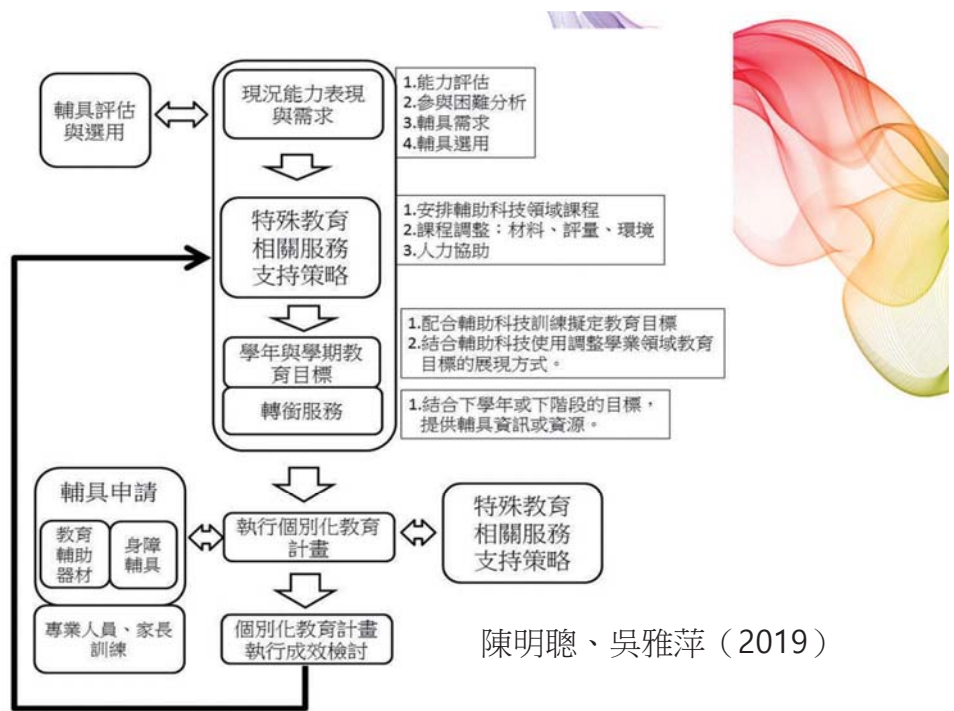 輔具評估
與選用
現況能力表現
與需求
1.能力評估
2.參與困難分析
3.輔具需求
4.輔具選用
特殊教育
相關服務
支持策略
1.安排輔助科技領域課程
2.課程調整：材料、評量、環境
3.人力協助
學年與學期教
育目標
1.配合輔助科技訓練擬定教育目標
2.結合輔助科技使用調整學業領域教育
目標的展現方式。
轉銜服務
1.結合下學年或下階段的目標，
提供輔具資訊或資源。
輔具申請
教育
輔助
器材
身障
輔具
專業人員、家長
訓練
執行個別化教育
計畫
特殊教育
相關服務
支持策略
個別化教育計畫
執行成效檢討
陳明聰、吳雅萍（2019）